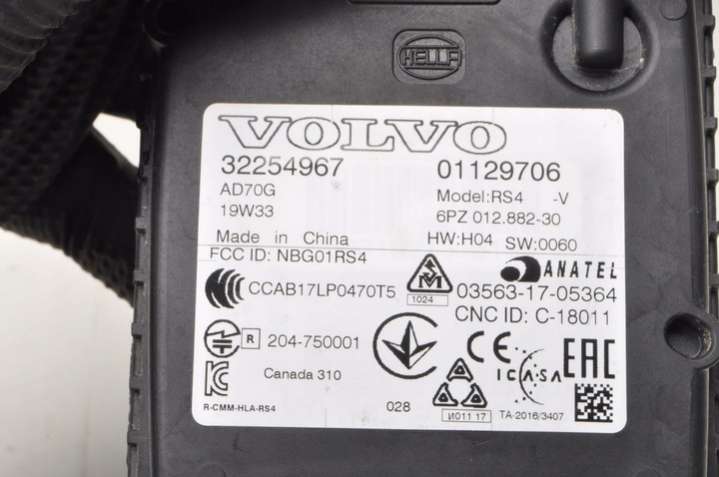 HELLA
VOLVO
32254967 01129706
AD70G Model:RS4 -V
19W33 6PZ 012.882-30
Made in China HW:H04 SW:0060
FCC ID: NBG01RS4
ANATEL
CCAB17LP0470T5 1024 03563-17-05364
CNC ID: C-18011
R 204-750001
CE ICASA EAC
Canada 310
R-CMM-HLA-RS4 028 И011 17 TA-2016/3407